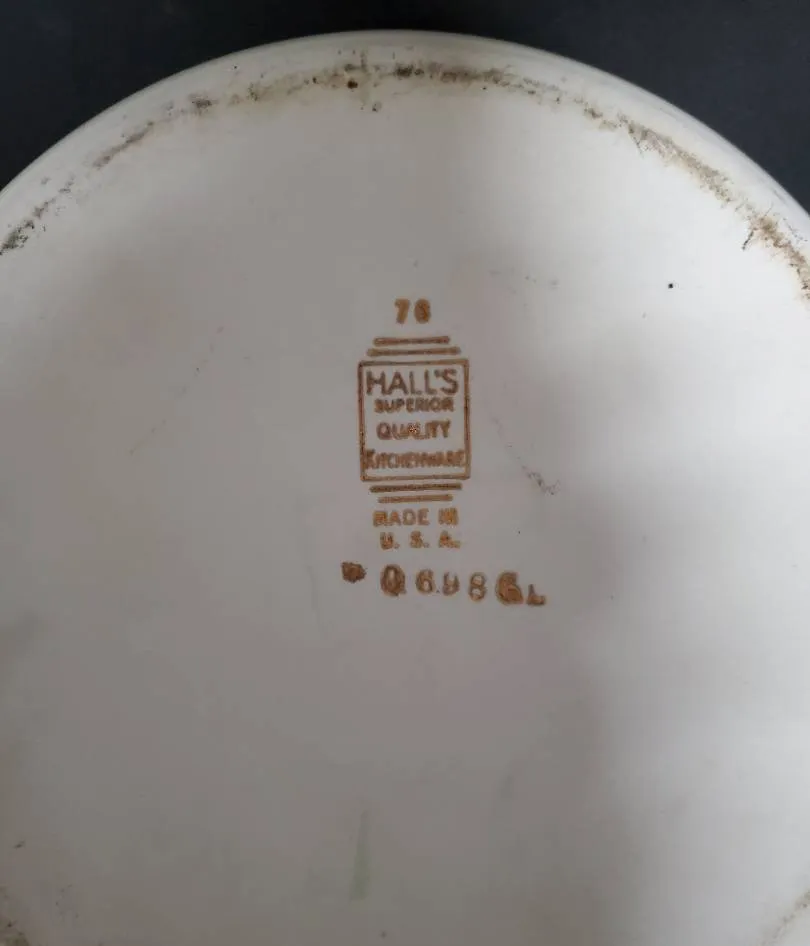 76
HALL'S
SUPERIOR
QUALITY
KITCHENWARE
MADE IN
U. S. A.